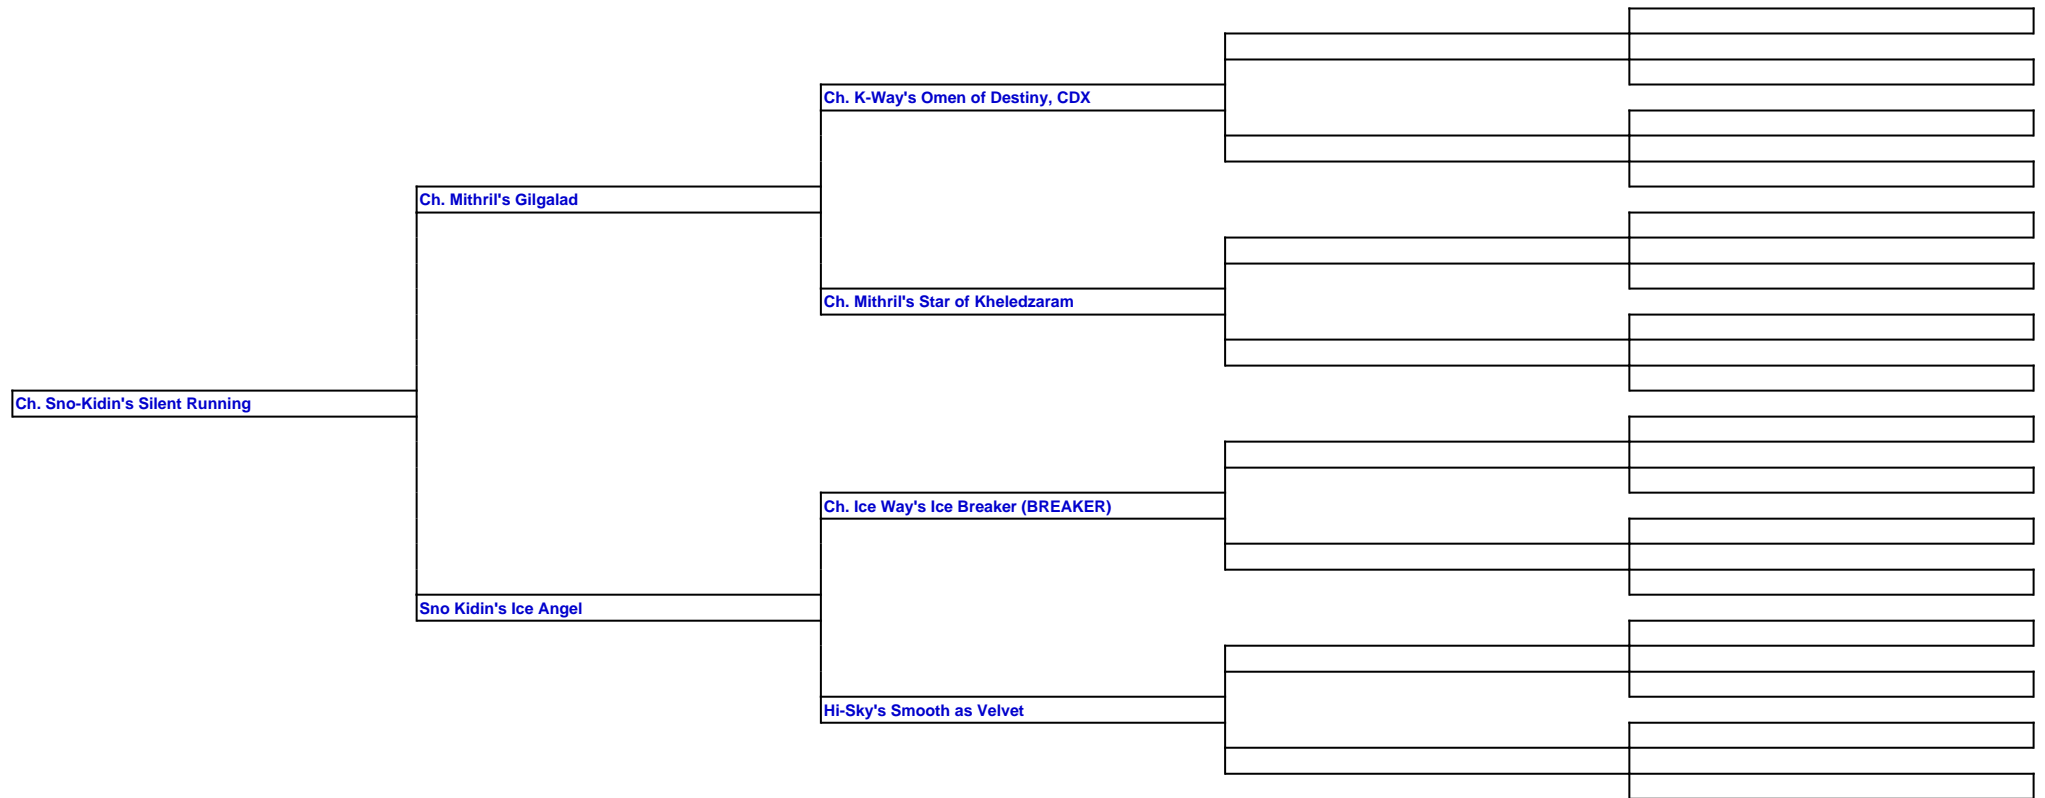 Ch. K-Way's Omen of Destiny, CDX
Ch. Mithril's Gilgalad
Ch. Mithril's Star of Kheledzaram
Ch. Sno-Kidin's Silent Running
Ch. Ice Way's Ice Breaker (BREAKER)
Sno Kidin's Ice Angel
Hi-Sky's Smooth as Velvet